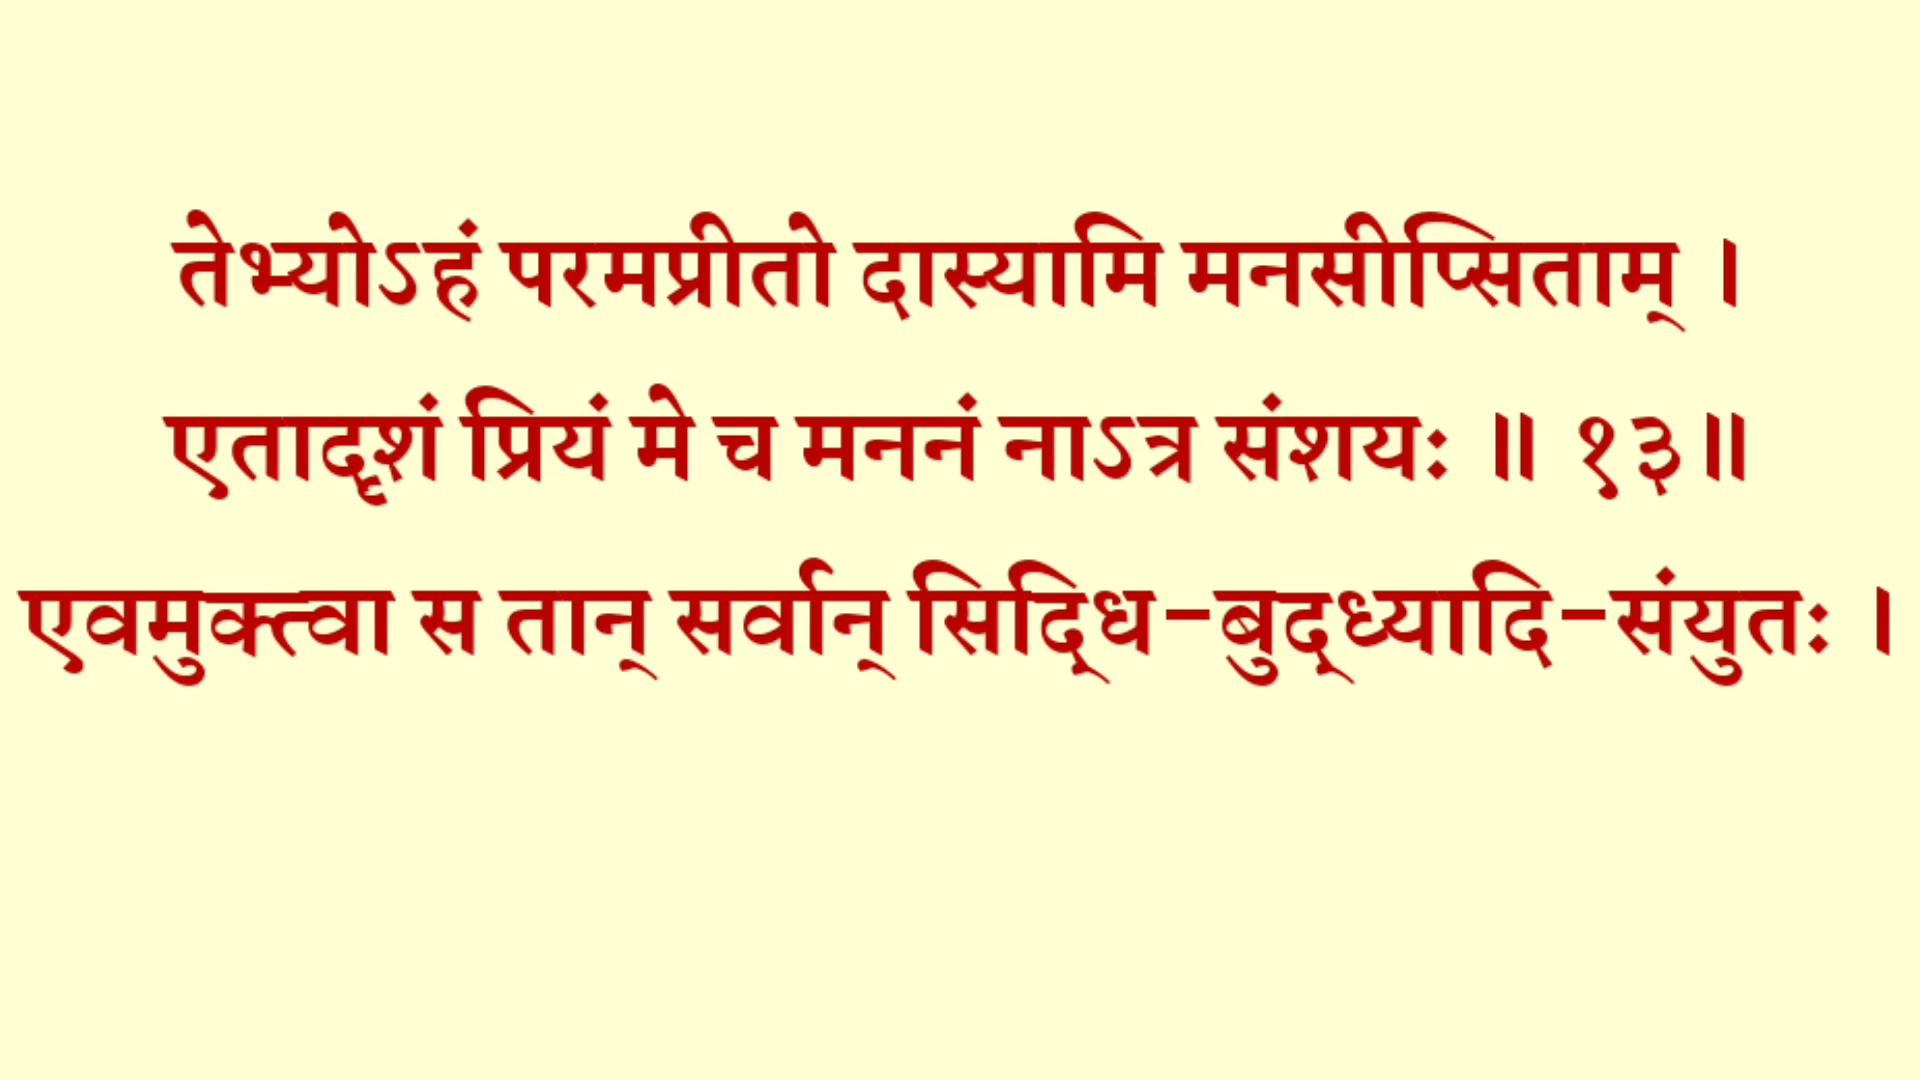 तेभ्योऽहं परमप्रीतो दास्यामि मनसीप्सिताम् ।
एतादृशं प्रियं मे च मननं नाऽत्र संशयः ॥ १३॥
एवमुक्त्वा स तान् सर्वान् सिद्धि-बुद्ध्यादि-संयुतः ।